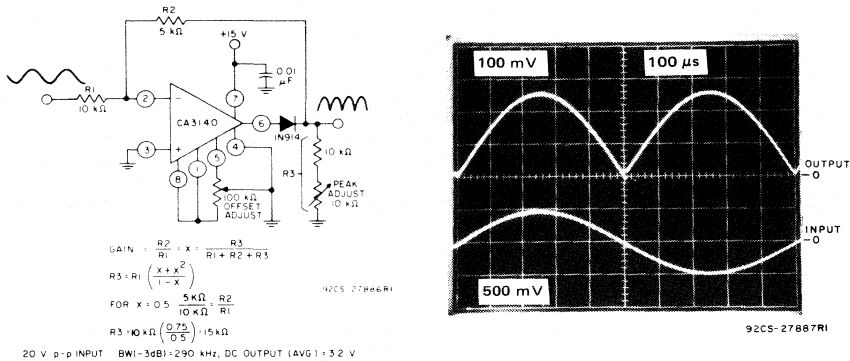 R2
5 kΩ
+15 V
0.01
μF
R1
10 kΩ
2
−
7
CA3140
6
1N914
3
+
8
1
5
4
10 kΩ
R3
100 kΩ
OFFSET
ADJUST
PEAK
ADJUST
10 kΩ
GAIN = R2/R1 = X = R3/(R1 + R2 + R3)
R3 = R1 (X + X²/1 − X)
FOR X = 0.5 5 KΩ/10 KΩ = R2/R1
R3 = 10 kΩ (0.75/0.5) = 15 kΩ
92CS-27866RI
20 V p-p INPUT BW(-3dB) = 290 kHz, DC OUTPUT (AVG) = 3.2 V
100 mV
100 μs
OUTPUT
0
INPUT
0
500 mV
92CS-27887RI